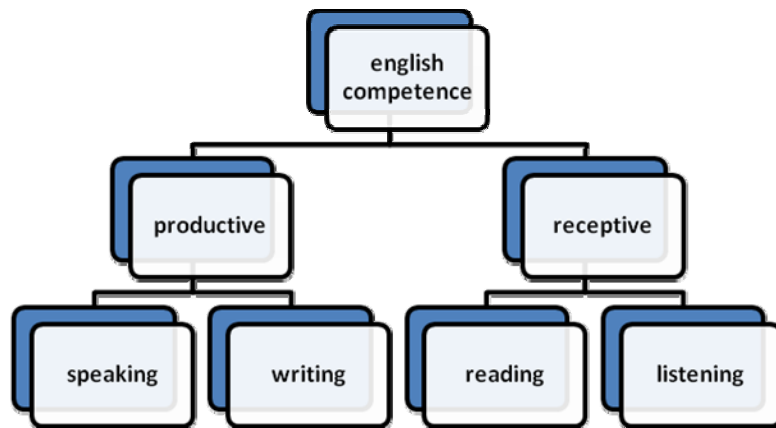 english
competence
productive
receptive
speaking
writing
reading
listening